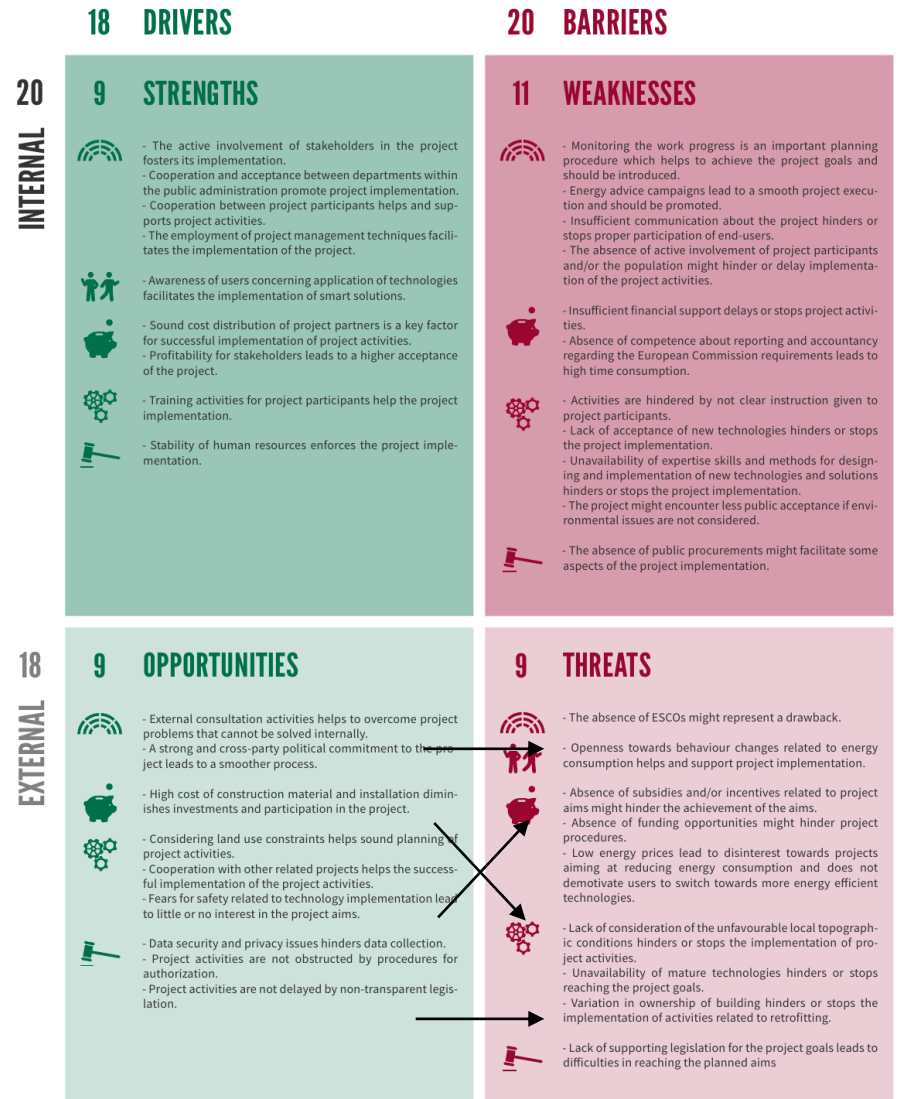 18 DRIVERS
20 BARRIERS
20 INTERNAL
9 STRENGTHS
- The active involvement of stakeholders in the project
fosters its implementation.
- Cooperation and acceptance between departments within
the public administration promote project implementation.
- Cooperation between project participants helps and sup-
ports project activities.
- The employment of project management techniques facili-
tates the implementation of the project.
- Awareness of users concerning application of technologies
facilitates the implementation of smart solutions.
- Sound cost distribution of project partners is a key factor
for successful implementation of project activities.
- Profitability for stakeholders leads to a higher acceptance
of the project.
- Training activities for project participants help the project
implementation.
- Stability of human resources enforces the project imple-
mentation.
11 WEAKNESSES
- Monitoring the work progress is an important planning
procedure which helps to achieve the project goals and
should be introduced.
- Energy advice campaigns lead to a smooth project execu-
tion and should be promoted.
- Insufficient communication about the project hinders or
stops proper participation of end-users.
- The absence of active involvement of project participants
and/or the population might hinder or delay implementa-
tion of the project activities.
- Insufficient financial support delays or stops project activi-
ties.
- Absence of competence about reporting and accountancy
regarding the European Commission requirements leads to
high time consumption.
- Activities are hindered by not clear instruction given to
project participants.
- Lack of acceptance of new technologies hinders or stops
the project implementation.
- Unavailability of expertise skills and methods for design-
ing and implementation of new technologies and solutions
hinders or stops the project implementation.
- The project might encounter less public acceptance if envi-
ronmental issues are not considered.
- The absence of public procurements might facilitate some
aspects of the project implementation.
18 EXTERNAL
9 OPPORTUNITIES
- External consultation activities helps to overcome project
problems that cannot be solved internally.
- A strong and cross-party political commitment to the pro-
ject leads to a smoother process.
- High cost of construction material and installation dimin-
ishes investments and participation in the project.
- Considering land use constraints helps sound planning of
project activities.
- Cooperation with other related projects helps the success-
ful implementation of the project activities.
- Fears for safety related to technology implementation lead
to little or no interest in the project aims.
- Data security and privacy issues hinders data collection.
- Project activities are not obstructed by procedures for
authorization.
- Project activities are not delayed by non-transparent legis-
lation.
9 THREATS
- The absence of ESCOs might represent a drawback.
- Openness towards behaviour changes related to energy
consumption helps and support project implementation.
- Absence of subsidies and/or incentives related to project
aims might hinder the achievement of the aims.
- Absence of funding opportunities might hinder project
procedures.
- Low energy prices lead to disinterest towards projects
aiming at reducing energy consumption and does not
demotivate users to switch towards more energy efficient
technologies.
- Lack of consideration of the unfavourable local topograph-
ic conditions hinders or stops the implementation of pro-
ject activities.
- Unavailability of mature technologies hinders or stops
reaching the project goals.
- Variation in ownership of building hinders or stops the
implementation of activities related to retrofitting.
- Lack of supporting legislation for the project goals leads to
difficulties in reaching the planned aims